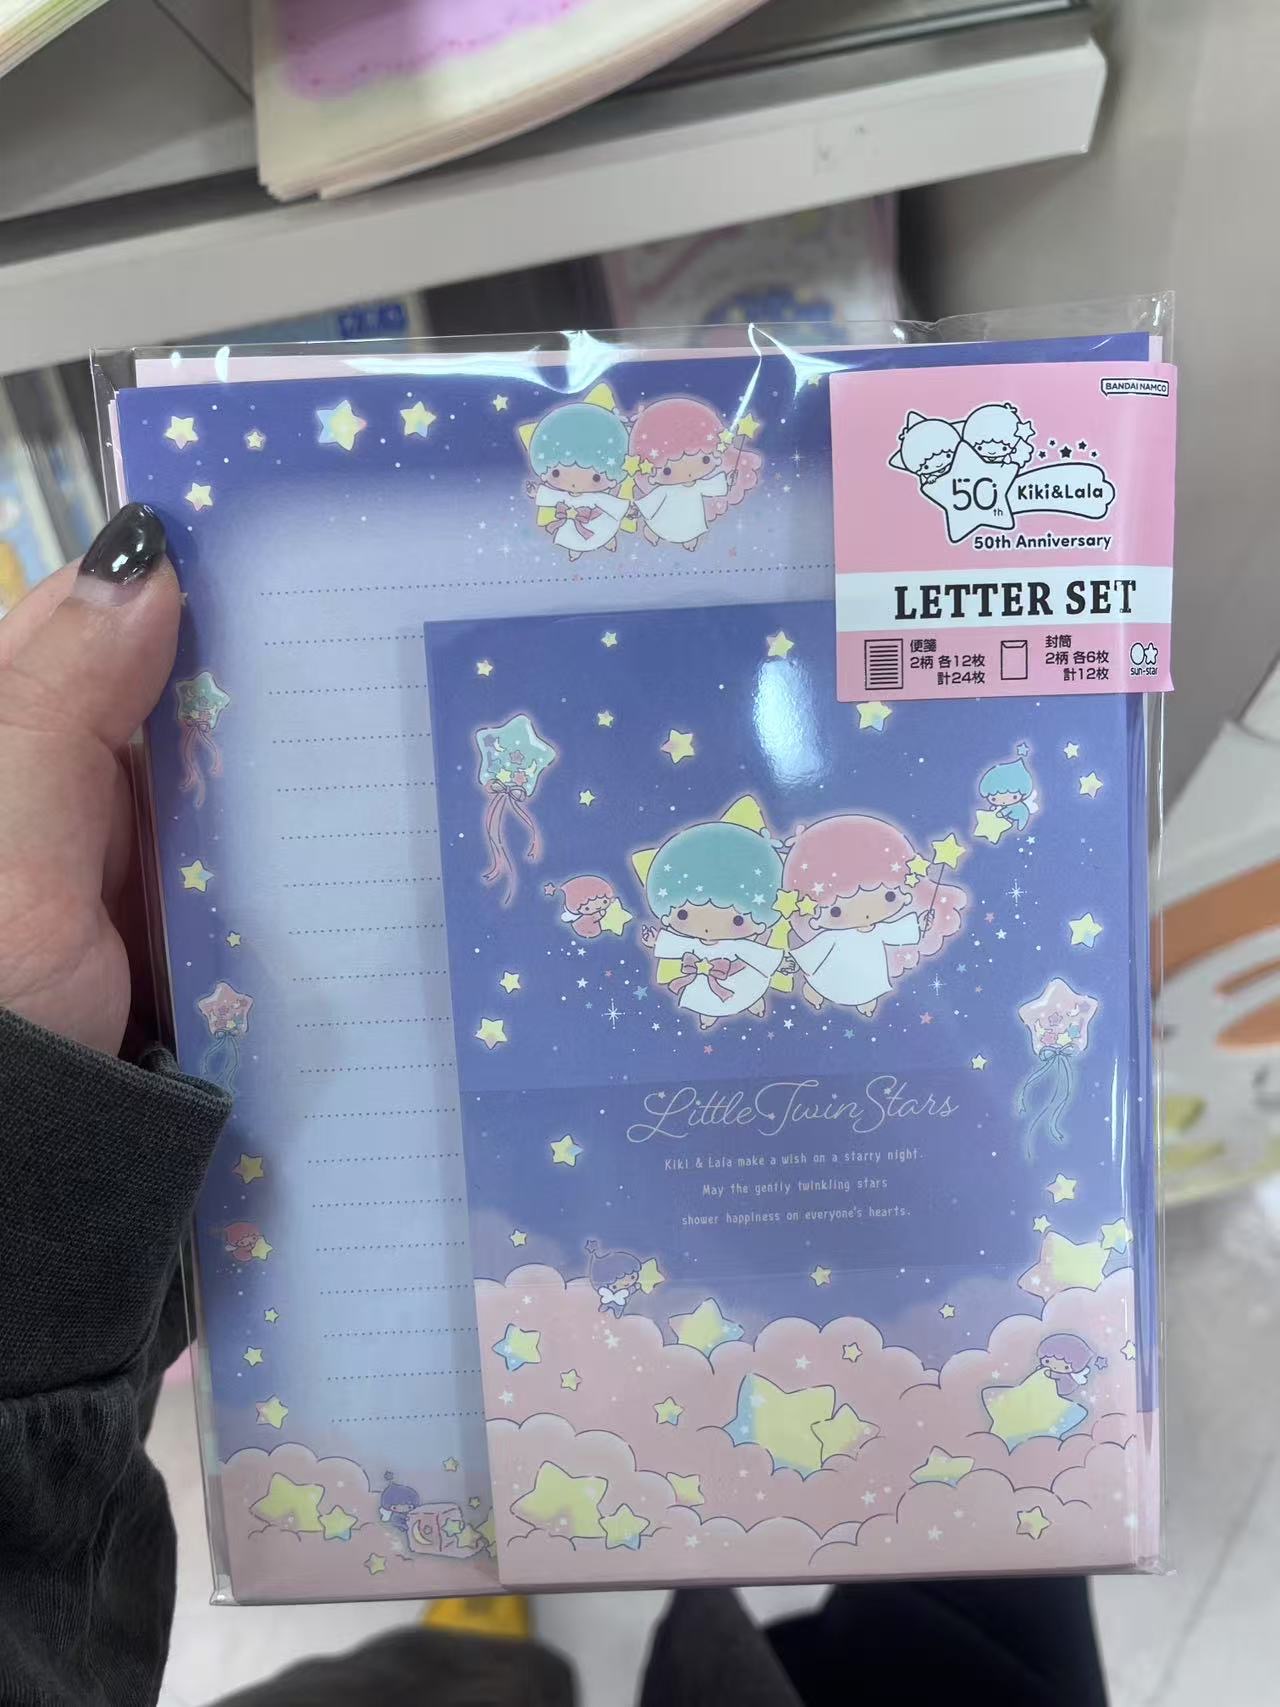 BANDAI NAMCO
50th
Kiki&Lala
50th Anniversary
LETTER SET
便箋
2柄 各12枚
計24枚
封筒
2柄 各6枚
計12枚
sun-star
Little Twin Stars
Kiki & Lala make a wish on a starry night.
May the gently twinkling stars
shower happiness on everyone's hearts.